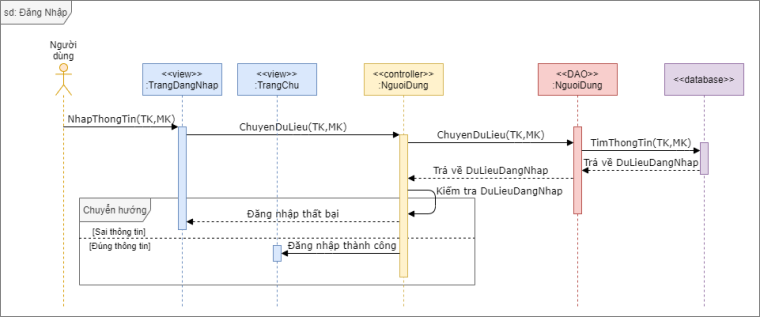 sd: Đăng Nhập
Người
dùng
<<view>>
:TrangDangNhap
<<view>>
:TrangChu
<<controller>>
:NguoiDung
<<DAO>>
:NguoiDung
<<database>>
NhapThongTin(TK,MK)
ChuyenDuLieu(TK,MK)
ChuyenDuLieu(TK,MK)
TimThongTin(TK,MK)
Trả về DuLieuDangNhap
Trả về DuLieuDangNhap
Kiểm tra DuLieuDangNhap
Chuyển hướng
Đăng nhập thất bại
[Sai thông tin]
[Đúng thông tin]
Đăng nhập thành công